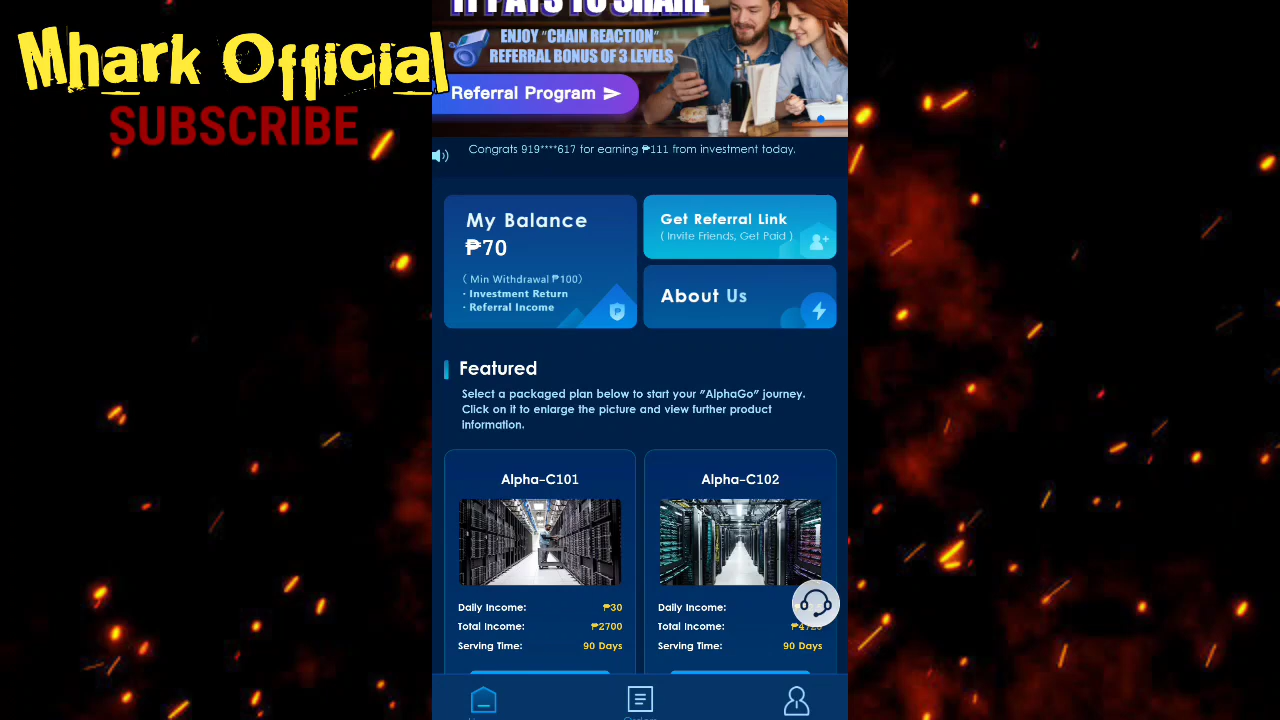 Mhark Official
SUBSCRIBE
IT PAYS TO SHARE
ENJOY "CHAIN REACTION"
REFERRAL BONUS OF 3 LEVELS
Referral Program
Congrats 919****617 for earning ₱111 from investment today.
My Balance
₱70
( Min Withdrawal ₱100)
· Investment Return
· Referral Income
Get Referral Link
( Invite Friends, Get Paid )
About Us
Featured
Select a packaged plan below to start your "AlphaGo" journey.
Click on it to enlarge the picture and view further product
information.
Alpha-C101
Daily Income: ₱30
Total Income: ₱2700
Serving Time: 90 Days
Alpha-C102
Daily Income:
Total Income:
Serving Time: 90 Days